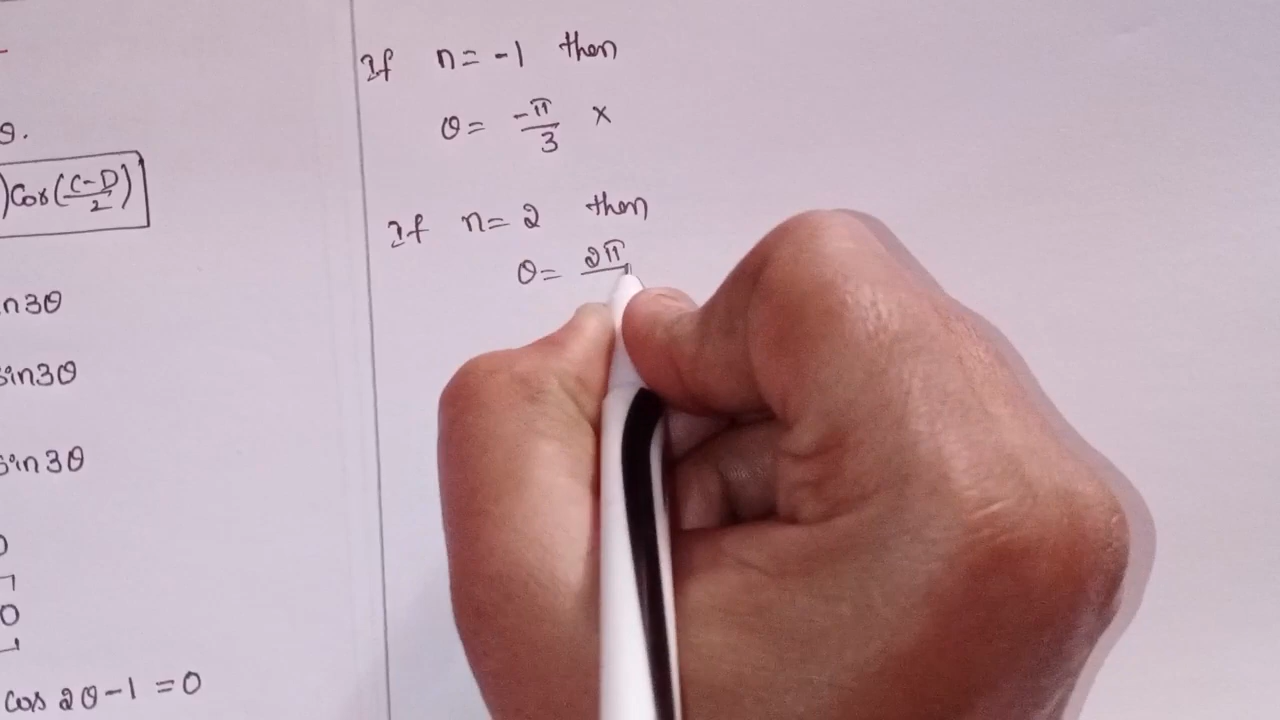 θ.
)Cos(C-D/2)
n3θ
sin3θ
sin3θ
0
0
cos 2θ-1 =0
If n= -1 then
θ= -π/3 ×
If n= 2 then
θ= 2π